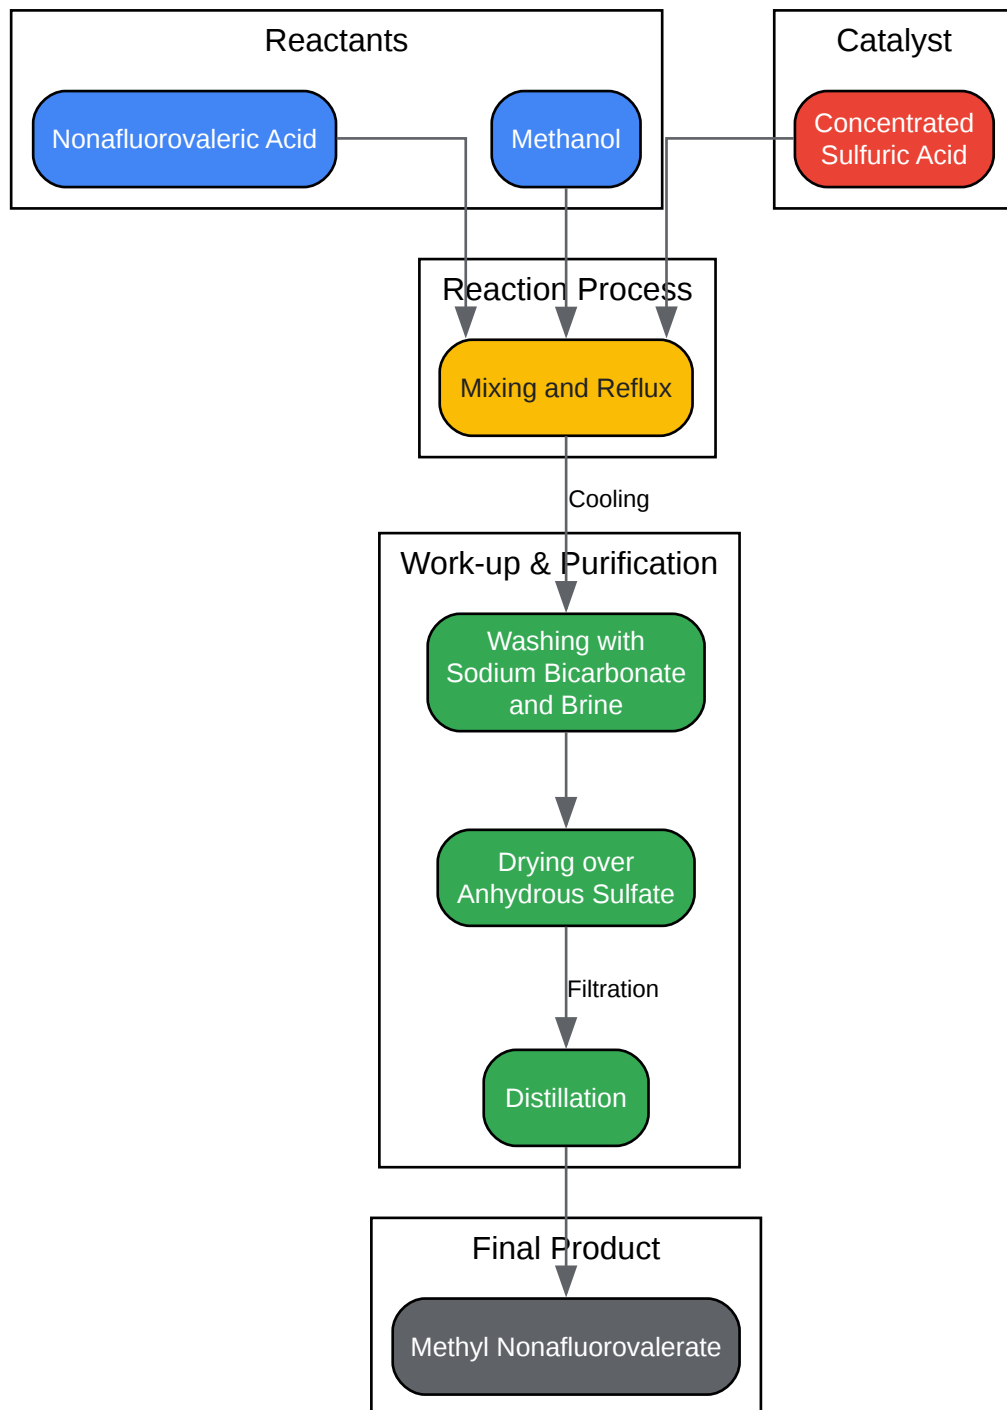 Reactants
Catalyst
Nonafluorovaleric Acid
Methanol
Concentrated
Sulfuric Acid
Reaction Process
Mixing and Reflux
Cooling
Work-up & Purification
Washing with
Sodium Bicarbonate
and Brine
Drying over
Anhydrous Sulfate
Filtration
Distillation
Final Product
Methyl Nonafluorovalerate